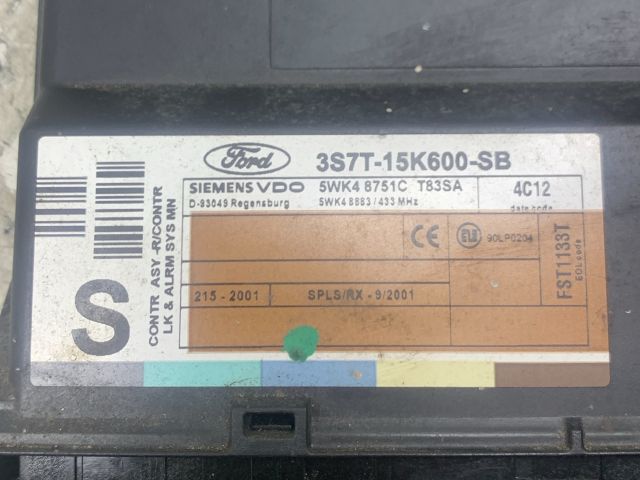 Ford
3S7T-15K600-SB
SIEMENS VDO
D-93049 Regensburg
5WK4 8751C T83SA
5WK4 8883 / 433 MHz
4C12
date code
CE
90LP0204
FST1133T
EOL code
215 - 2001
SPLS/RX - 9/2001
CONTR ASY -R/CONTR
LK & ALRM SYS MN
S